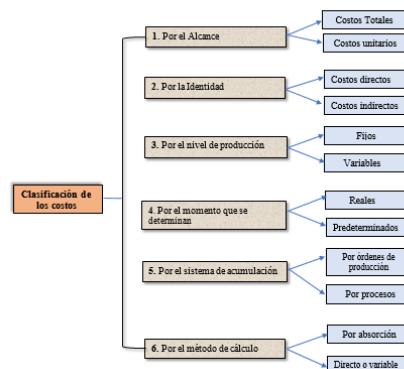 Clasificación de
los costos
1. Por el Alcance
Costos Totales
Costos unitarios
2. Por la Identidad
Costos directos
Costos indirectos
3. Por el nivel de producción
Fijos
Variables
4. Por el momento que se
determinan
Reales
Predeterminados
5. Por el sistema de acumulación
Por órdenes de
producción
Por procesos
6. Por el método de cálculo
Por absorción
Directo o variable